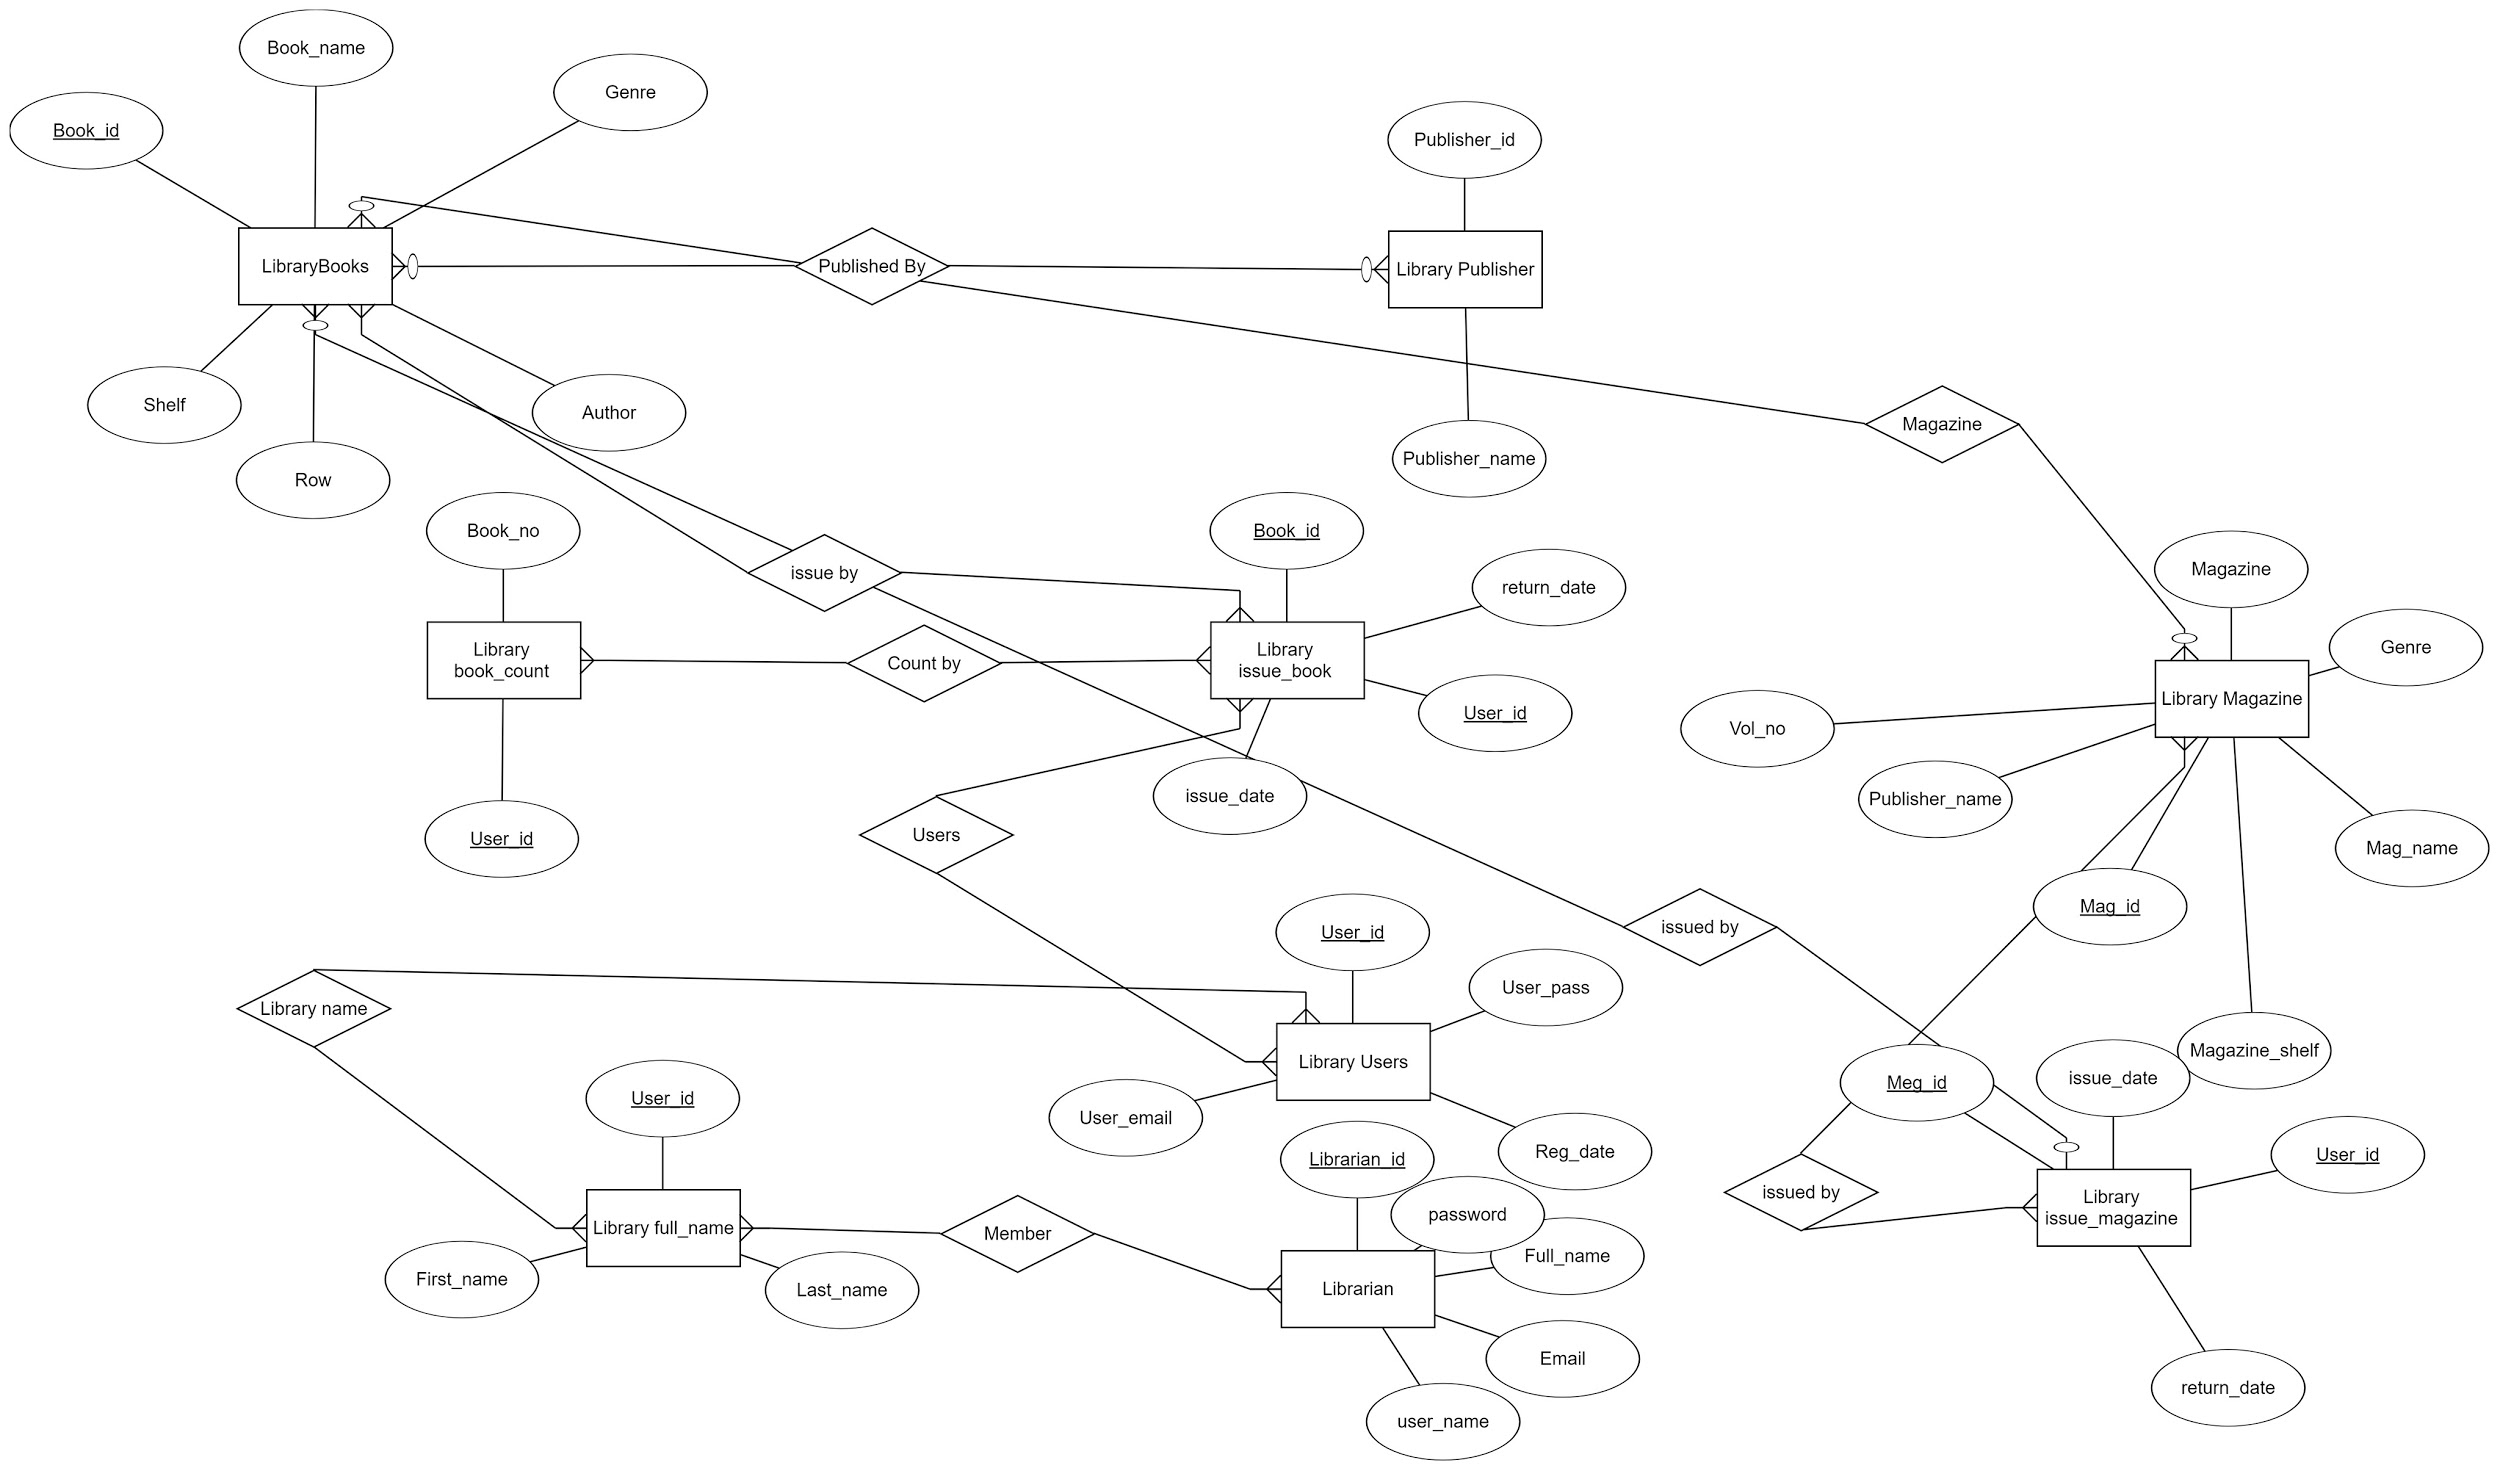 Book_name
Genre
Book_id
Publisher_id
LibraryBooks
Published By
Library Publisher
Shelf
Author
Row
Publisher_name
Magazine
Book_no
issue by
Book_id
return_date
Magazine
Genre
Library
book_count
Count by
Library
issue_book
User_id
Library Magazine
Vol_no
Publisher_name
issue_date
Users
User_id
Mag_name
Mag_id
User_id
issued by
User_pass
Library name
Library Users
Magazine_shelf
Meg_id
issue_date
User_id
User_email
Reg_date
Librarian_id
User_id
issued by
Library
issue_magazine
password
Library full_name
Member
Full_name
First_name
Last_name
Librarian
Email
return_date
user_name